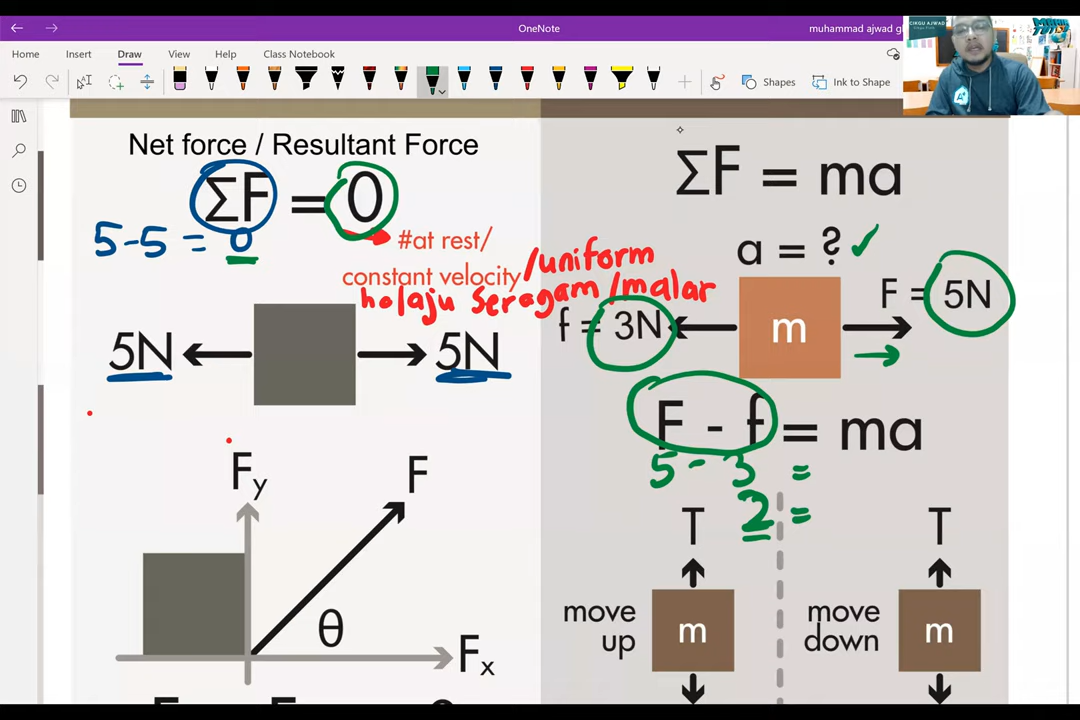 OneNote
muhammad ajwad g
CIKGU AJWAD
Home Insert Draw View Help Class Notebook
Shapes Ink to Shape
Net force / Resultant Force
ΣF = 0
5-5 = 0
#at rest/
constant velocity /uniform
halaju seragam /malar
5N 5N
Fy
F
θ
Fx
ΣF = ma
a = ? ✓
F = 5N
f = 3N
m
F - f = ma
5 - 3 =
2 =
T T
move
up
m
move
down
m